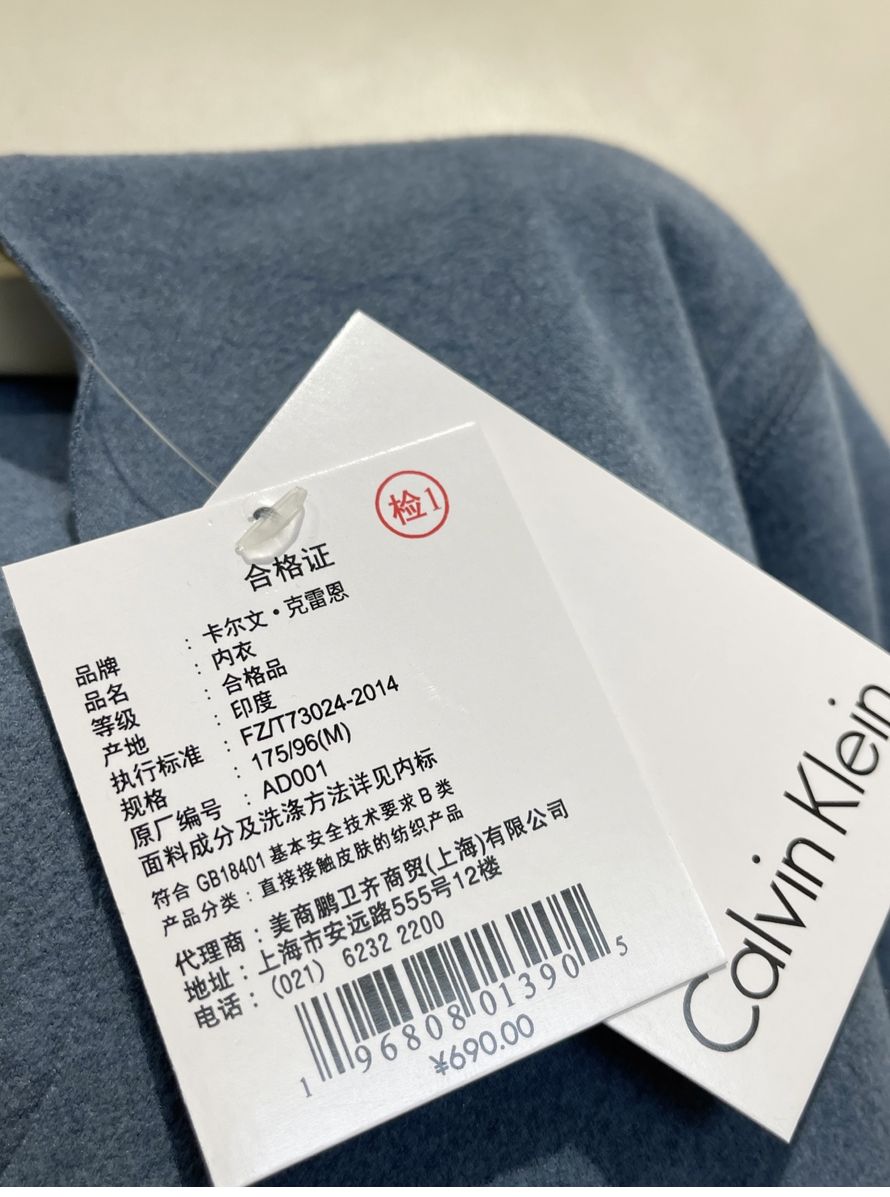 检1
合格证
品牌 : 卡尔文·克雷恩
品名 : 内衣
等级 : 合格品
产地 : 印度
执行标准 : FZ/T73024-2014
规格 : 175/96(M)
原厂编号 : AD001
面料成分及洗涤方法详见内标
符合 GB18401 基本安全技术要求 B 类
产品分类：直接接触皮肤的纺织产品
代理商：美商鹏卫齐商贸(上海)有限公司
地址：上海市安远路555号12楼
电话：(021) 6232 2200
1 96808 01390 5
¥690.00
Calvin Klein